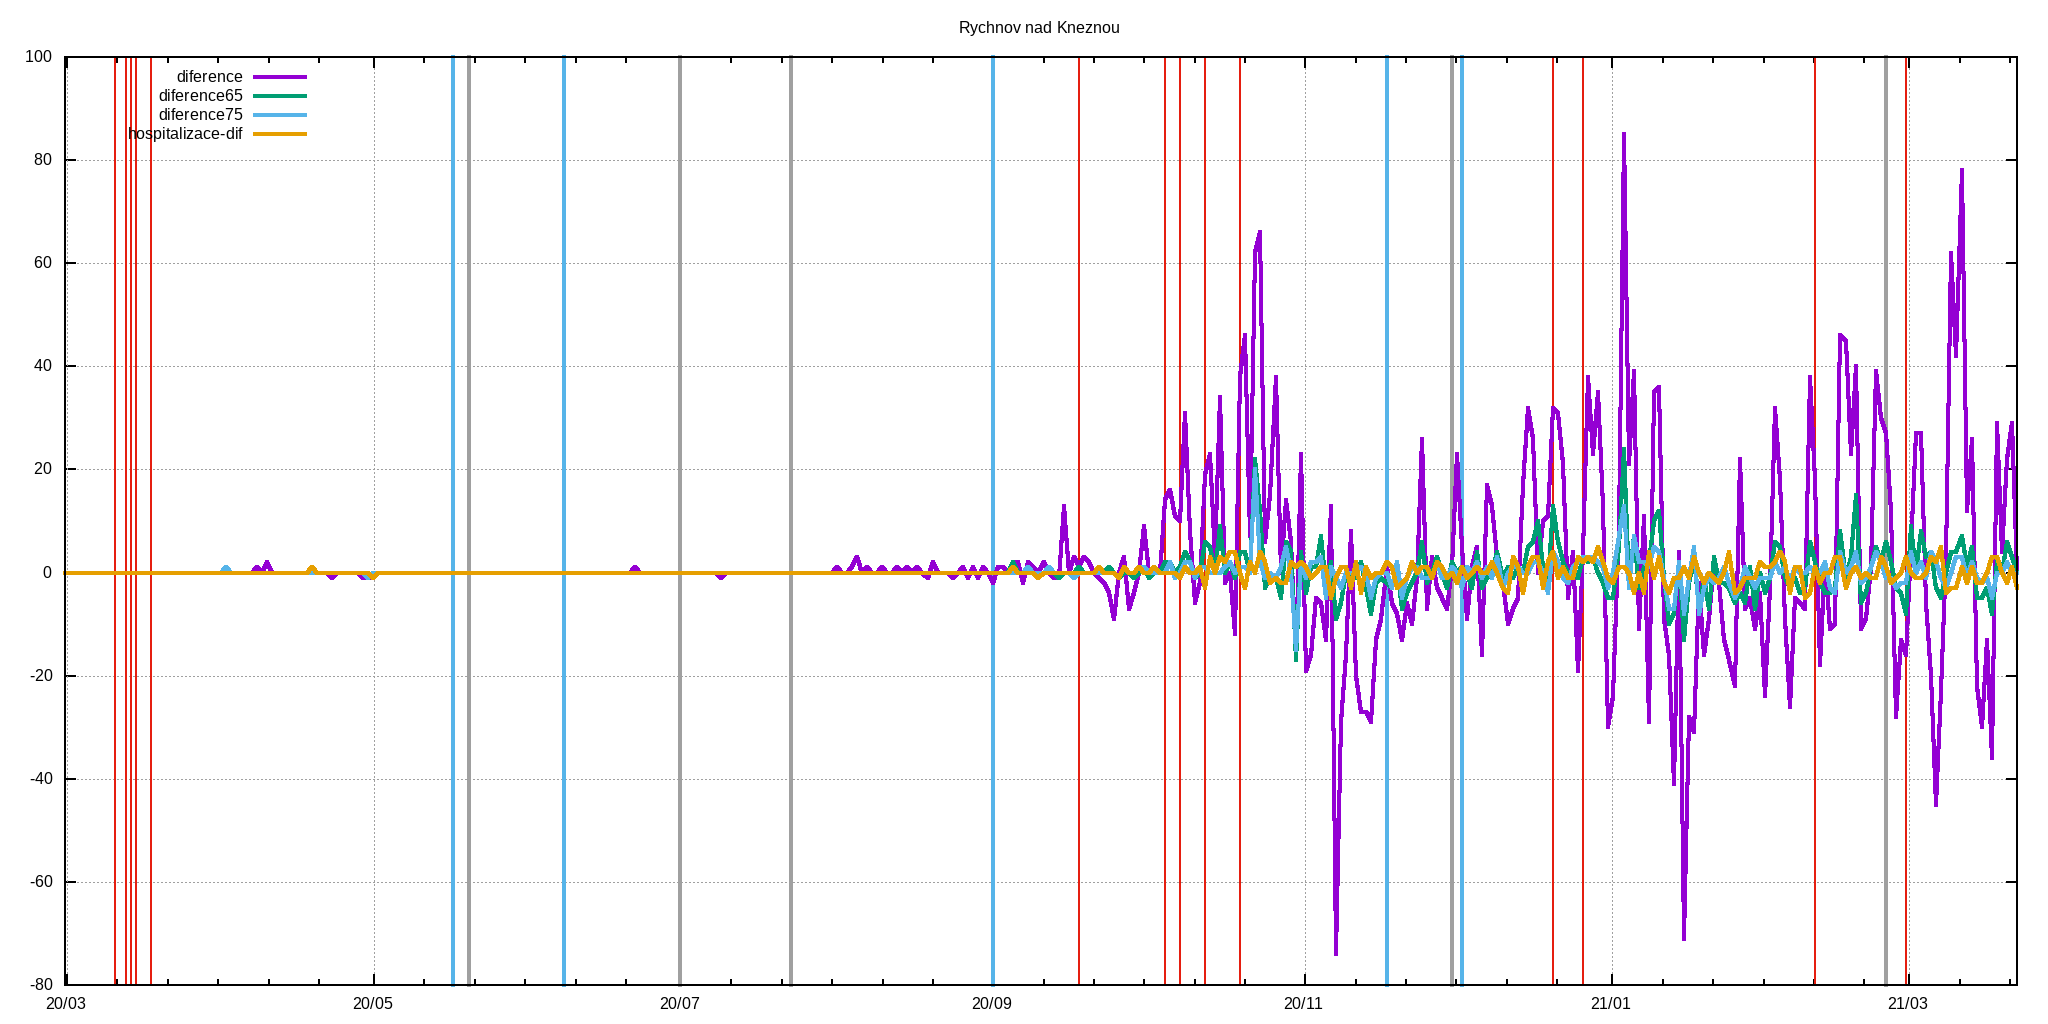 Rychnov nad Kneznou
100
80
60
40
20
0
-20
-40
-60
-80
diference
diference65
diference75
hospitalizace-dif
20/03 20/05 20/07 20/09 20/11 21/01 21/03